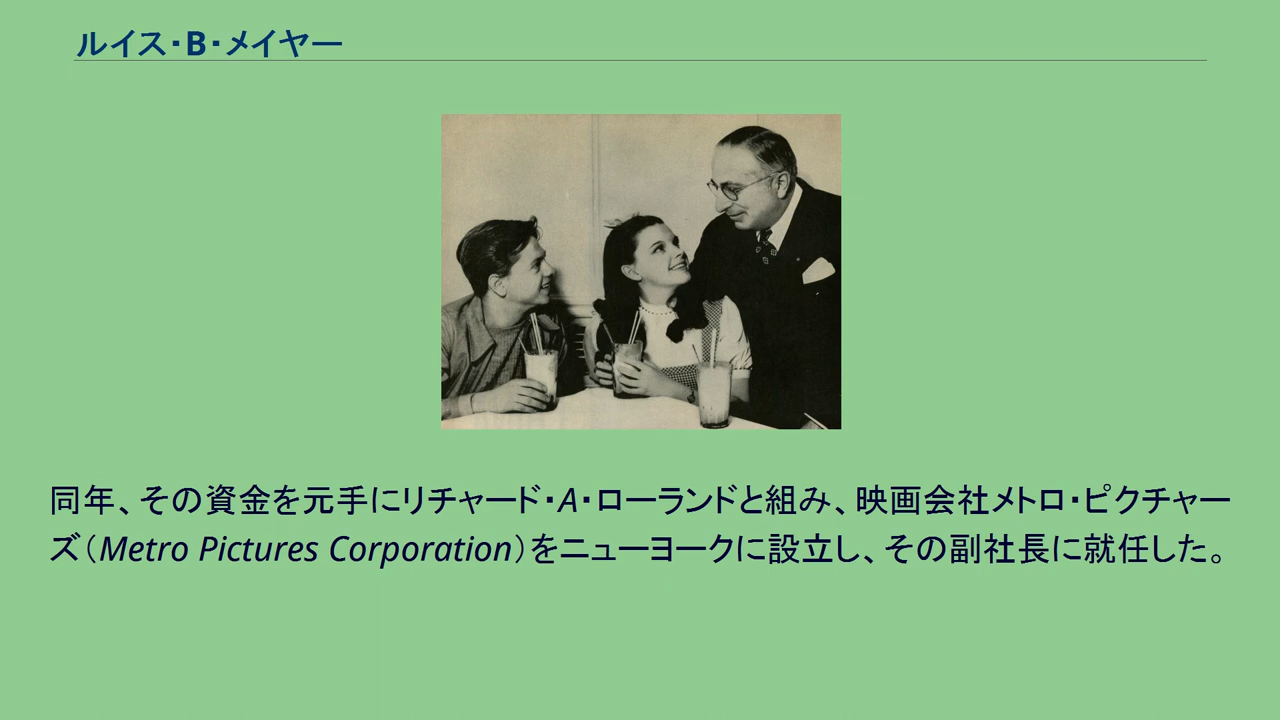 ルイス・B・メイヤー
同年、その資金を元手にリチャード・A・ローランドと組み、映画会社メトロ・ピクチャー
ズ（Metro Pictures Corporation）をニューヨークに設立し、その副社長に就任した。